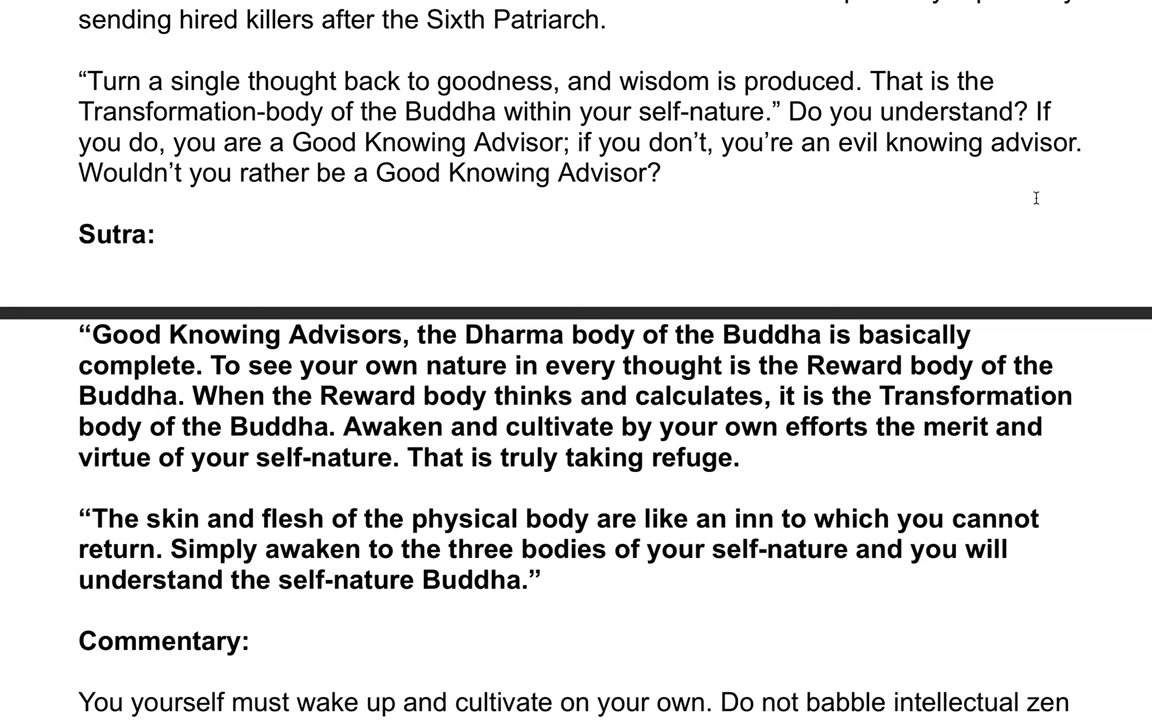 sending hired killers after the Sixth Patriarch.
“Turn a single thought back to goodness, and wisdom is produced. That is the
Transformation-body of the Buddha within your self-nature.” Do you understand? If
you do, you are a Good Knowing Advisor; if you don’t, you’re an evil knowing advisor.
Wouldn’t you rather be a Good Knowing Advisor?
Sutra:
“Good Knowing Advisors, the Dharma body of the Buddha is basically
complete. To see your own nature in every thought is the Reward body of the
Buddha. When the Reward body thinks and calculates, it is the Transformation
body of the Buddha. Awaken and cultivate by your own efforts the merit and
virtue of your self-nature. That is truly taking refuge.
“The skin and flesh of the physical body are like an inn to which you cannot
return. Simply awaken to the three bodies of your self-nature and you will
understand the self-nature Buddha.”
Commentary:
You yourself must wake up and cultivate on your own. Do not babble intellectual zen